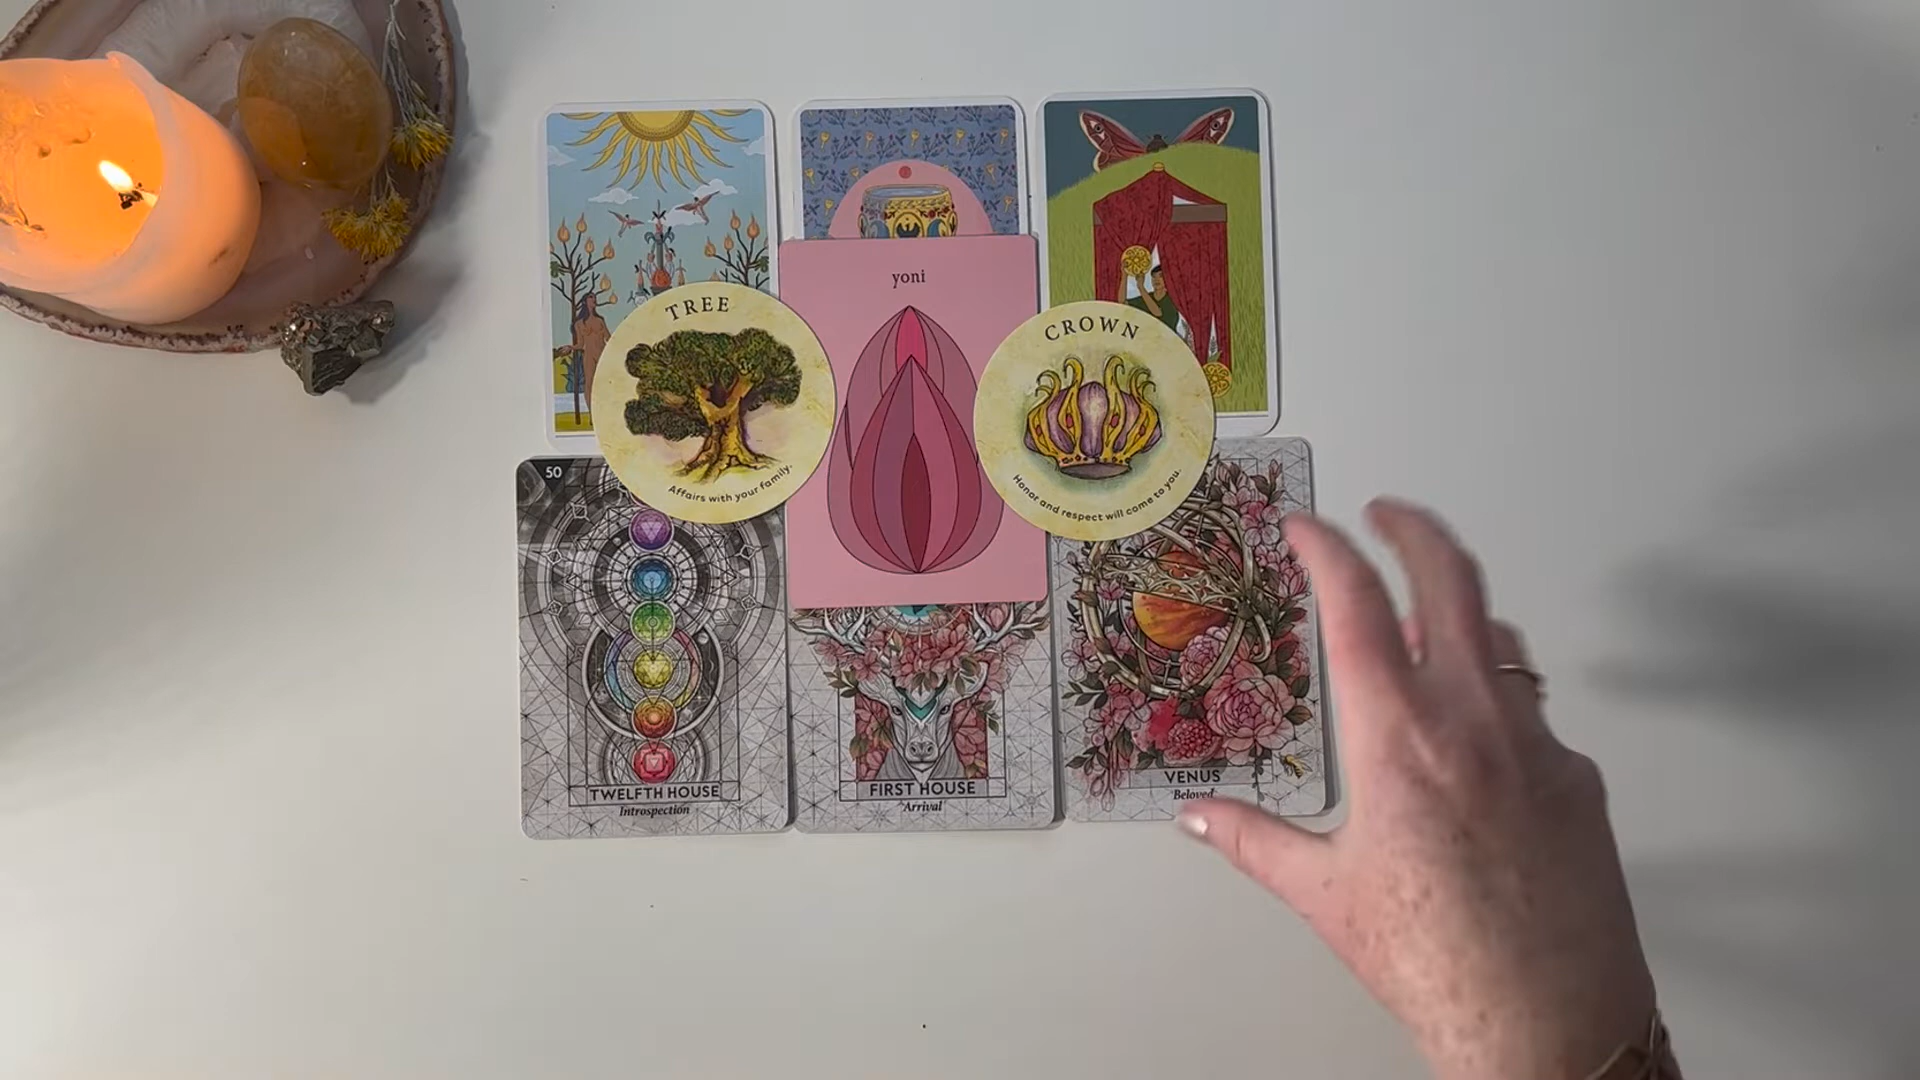 yoni
TREE
Affairs with your family.
CROWN
Honor and respect will come to you.
50
TWELFTH HOUSE
Introspection
FIRST HOUSE
Arrival
VENUS
Beloved